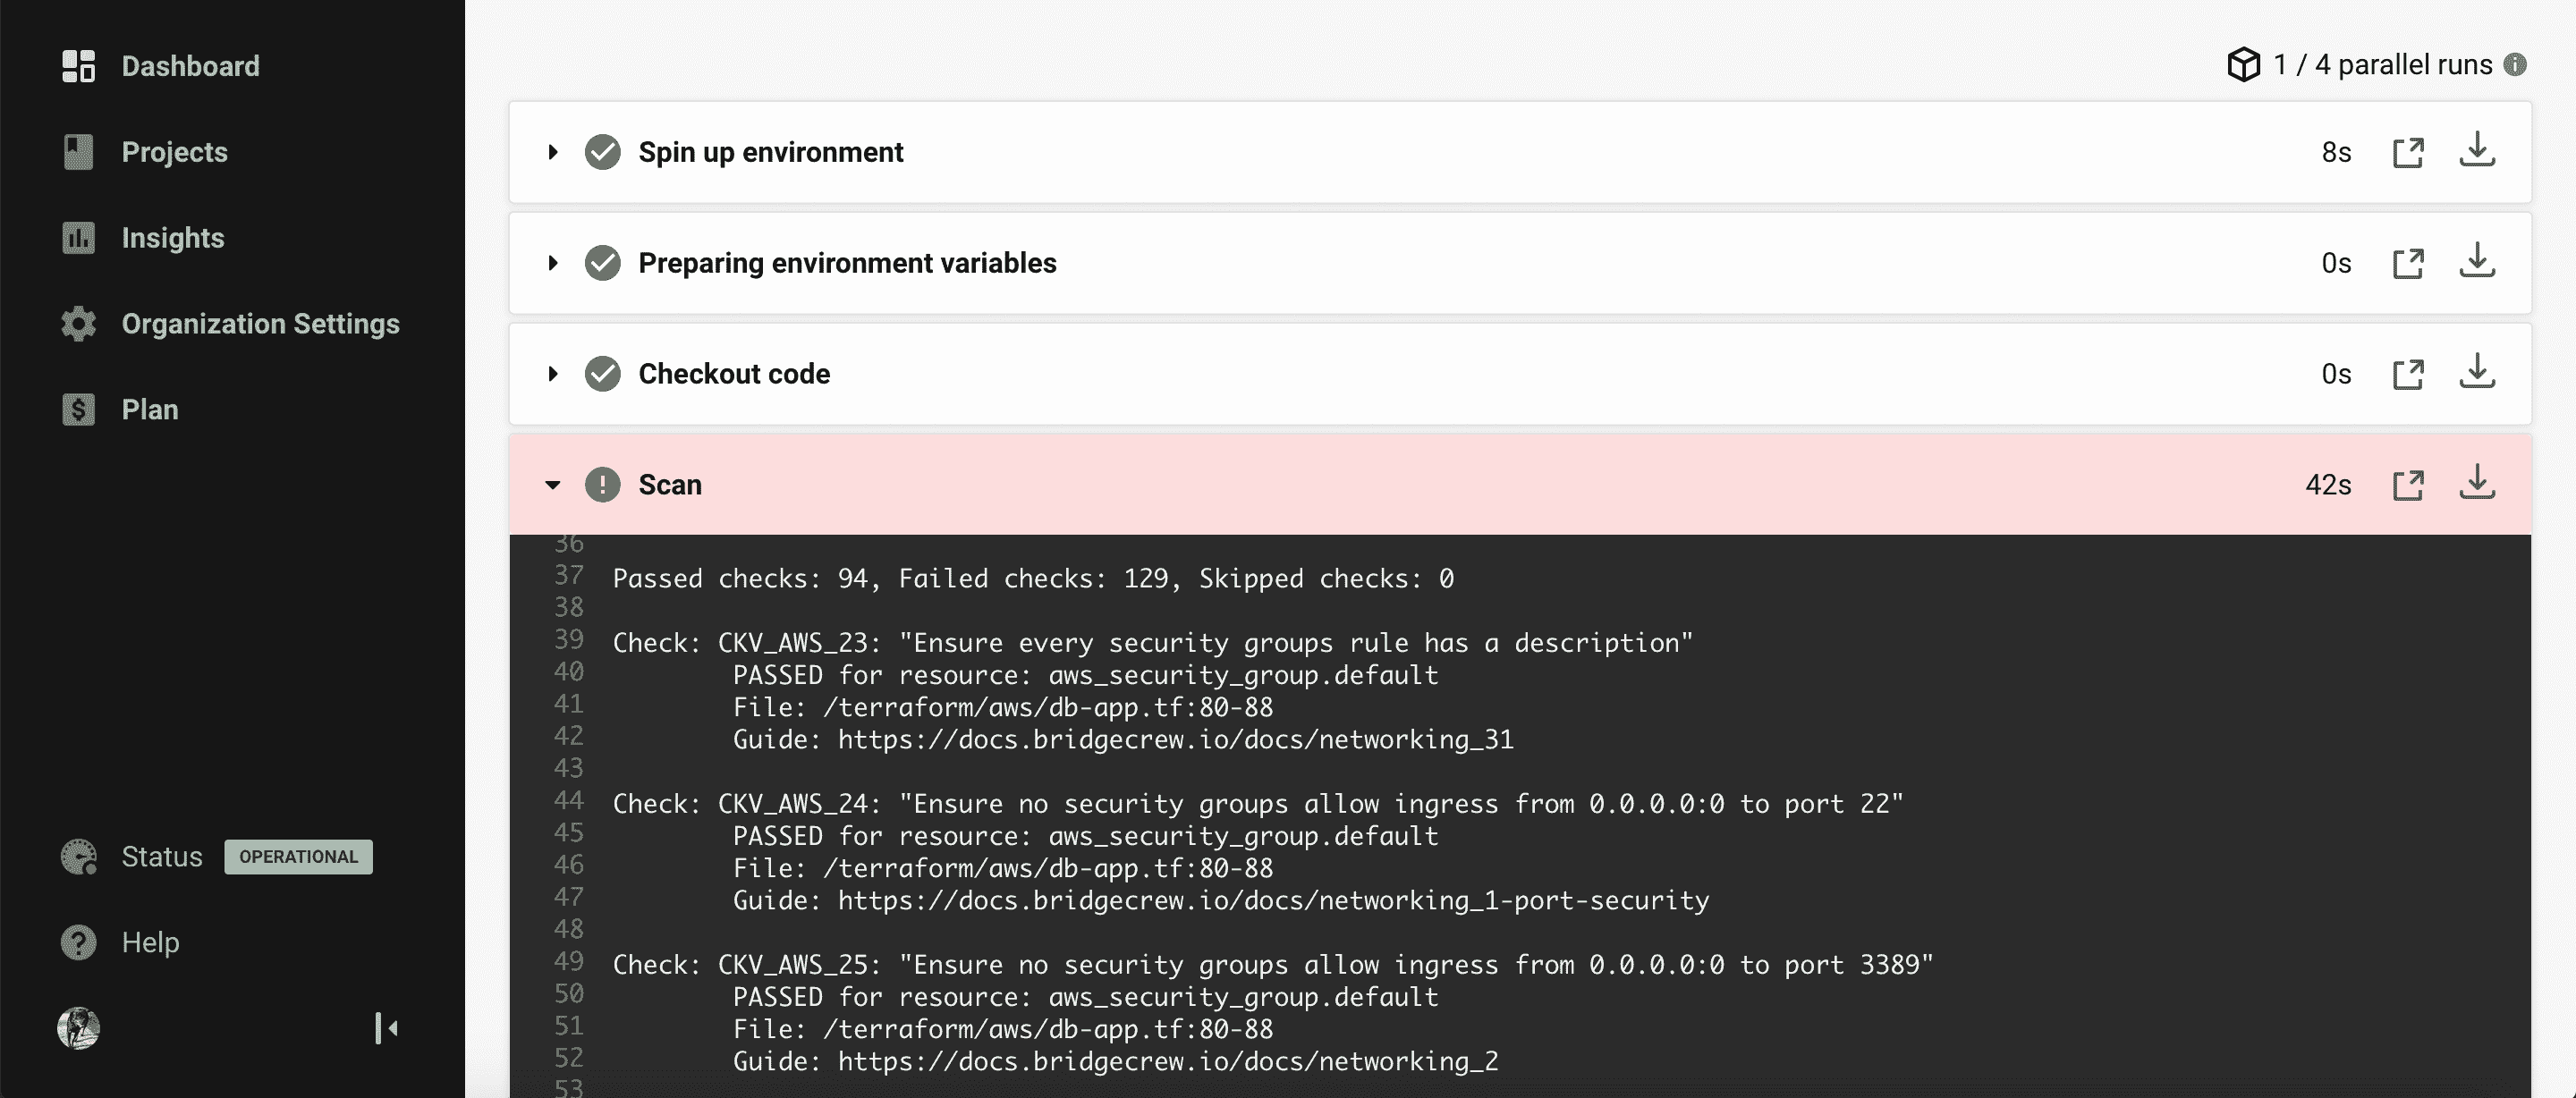 Dashboard
Projects
Insights
Organization Settings
$ Plan
Status OPERATIONAL
? Help
1 / 4 parallel runs i
Spin up environment 8s
Preparing environment variables 0s
Checkout code 0s
! Scan 42s
36
37 Passed checks: 94, Failed checks: 129, Skipped checks: 0
38
39 Check: CKV_AWS_23: "Ensure every security groups rule has a description"
40 PASSED for resource: aws_security_group.default
41 File: /terraform/aws/db-app.tf:80-88
42 Guide: https://docs.bridgecrew.io/docs/networking_31
43
44 Check: CKV_AWS_24: "Ensure no security groups allow ingress from 0.0.0.0:0 to port 22"
45 PASSED for resource: aws_security_group.default
46 File: /terraform/aws/db-app.tf:80-88
47 Guide: https://docs.bridgecrew.io/docs/networking_1-port-security
48
49 Check: CKV_AWS_25: "Ensure no security groups allow ingress from 0.0.0.0:0 to port 3389"
50 PASSED for resource: aws_security_group.default
51 File: /terraform/aws/db-app.tf:80-88
52 Guide: https://docs.bridgecrew.io/docs/networking_2
53